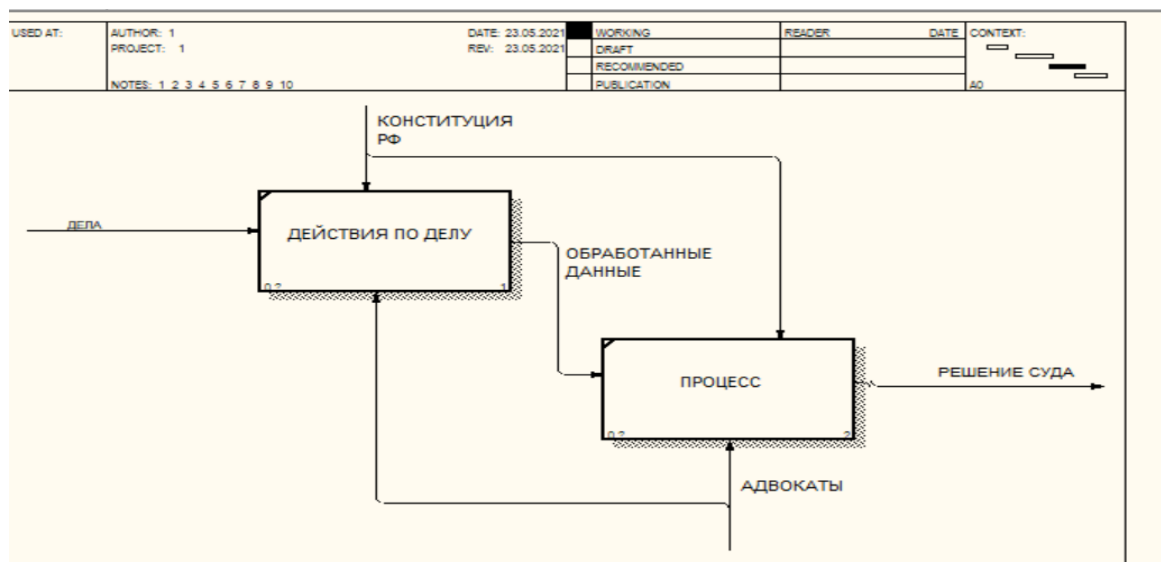 USED AT:
AUTHOR: 1
DATE: 23.05.2021
WORKING
READER
DATE
CONTEXT:
PROJECT: 1
REV: 23.05.2021
DRAFT
RECOMMENDED
NOTES: 1 2 3 4 5 6 7 8 9 10
PUBLICATION
A0
КОНСТИТУЦИЯ
РФ
ДЕЛА
ДЕЙСТВИЯ ПО ДЕЛУ
ОБРАБОТАННЫЕ
ДАННЫЕ
1
ПРОЦЕСС
РЕШЕНИЕ СУДА
2
АДВОКАТЫ